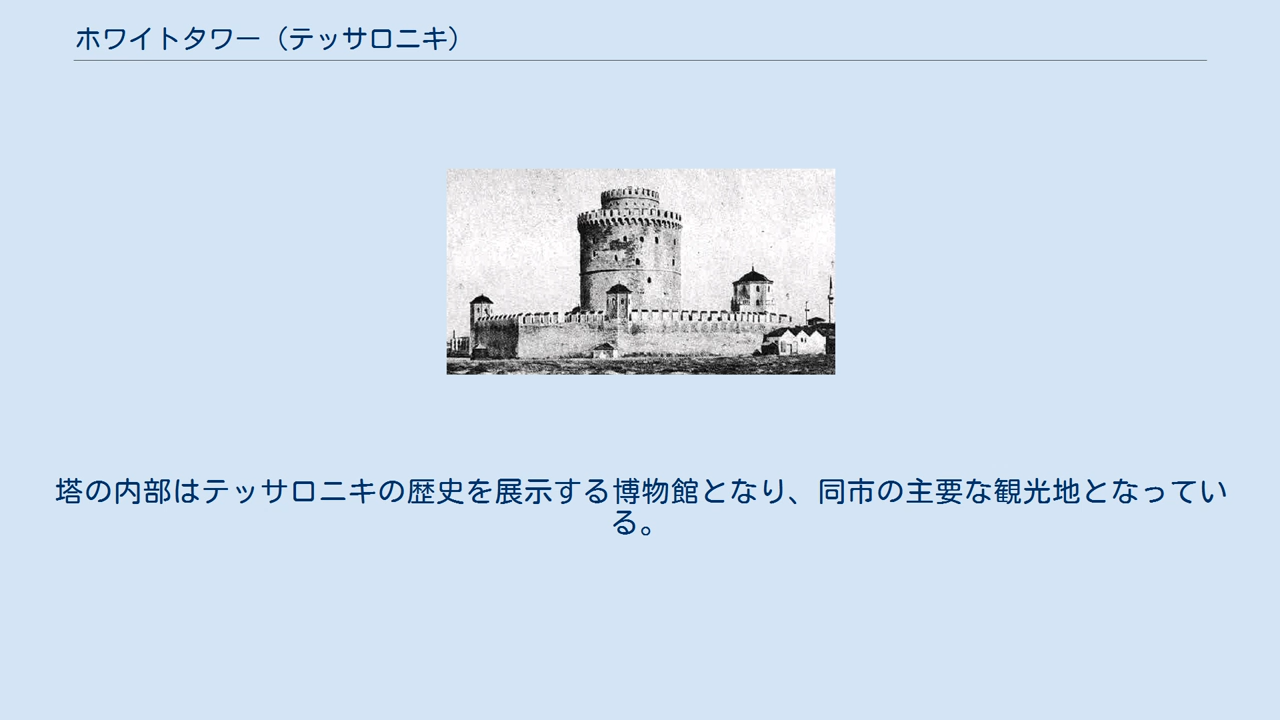 ホワイトタワー（テッサロニキ）
塔の内部はテッサロニキの歴史を展示する博物館となり、同市の主要な観光地となってい
る。